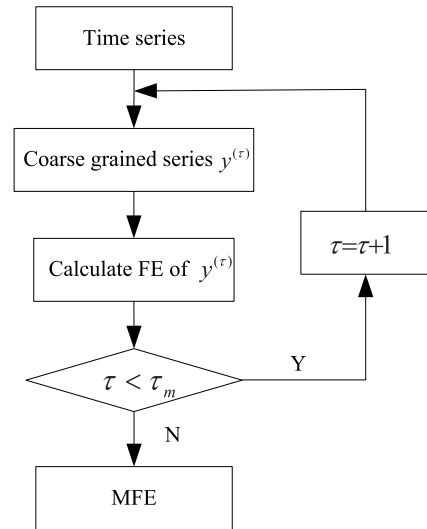 Time series
Coarse grained series y^(τ)
Calculate FE of y^(τ)
τ=τ+1
τ < τ_m
Y
N
MFE